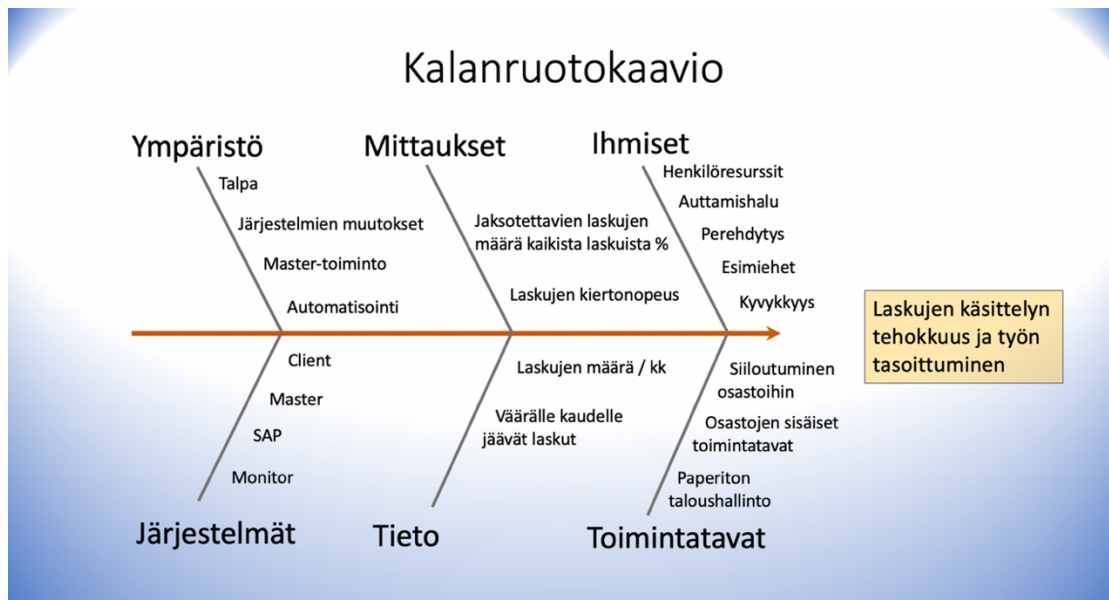 Kalanruotokaavio
Ympäristö
Talpa
Järjestelmien muutokset
Master-toiminto
Automatisointi
Mittaukset
Jaksotettavien laskujen
määrä kaikista laskuista %
Laskujen kiertonopeus
Ihmiset
Henkilöresurssit
Auttamishalu
Perehdytys
Esimiehet
Kyvykkyys
Laskujen käsittelyn
tehokkuus ja työn
tasoittuminen
Client
Master
SAP
Monitor
Järjestelmät
Laskujen määrä / kk
Väärälle kaudelle
jäävät laskut
Tieto
Siiloutuminen
osastoihin
Osastojen sisäiset
toimintatavat
Paperiton
taloushallinto
Toimintatavat